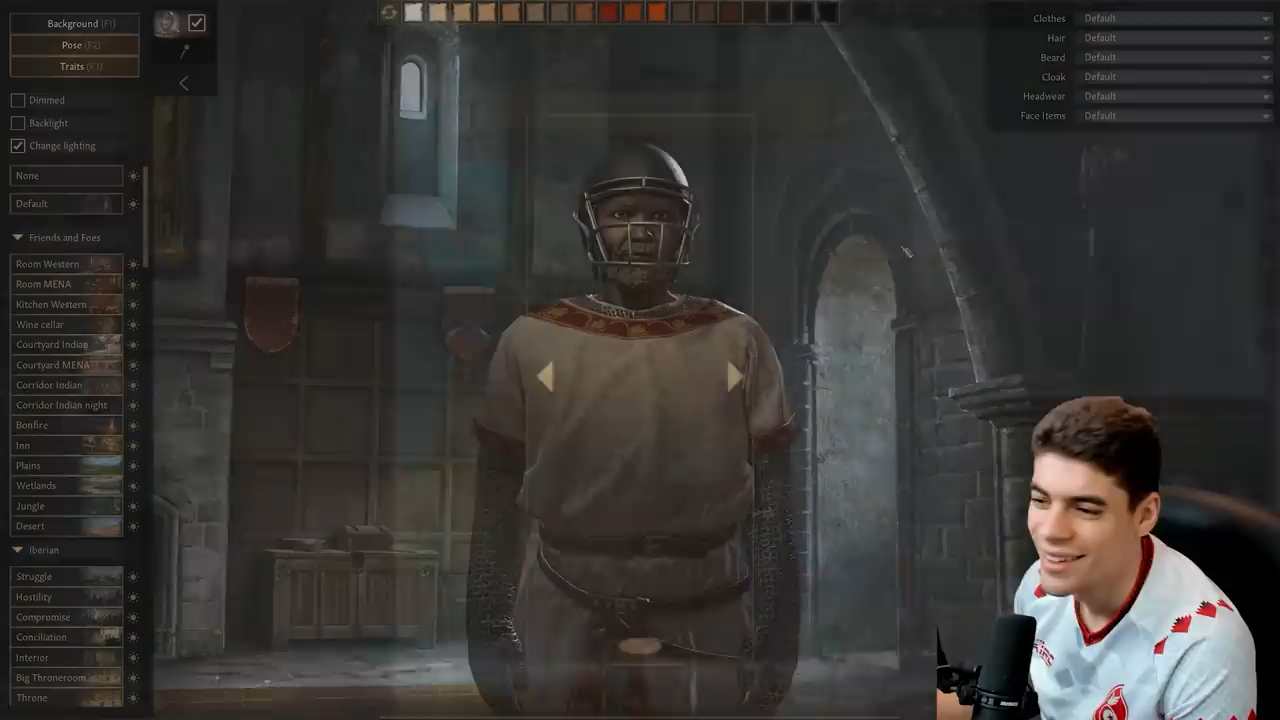 Background (F1)
Pose (F2)
Traits (F3)
Dimmed
Backlight
Change lighting
None
Default
Friends and Foes
Room Western
Room MENA
Kitchen Western
Wine cellar
Courtyard Indian
Courtyard MENA
Corridor Indian
Corridor Indian night
Bonfire
Inn
Plains
Wetlands
Jungle
Desert
Iberian
Struggle
Hostility
Compromise
Conciliation
Interior
Big Throneroom
Throne
Clothes Default
Hair Default
Beard Default
Cloak Default
Headwear Default
Face Items Default